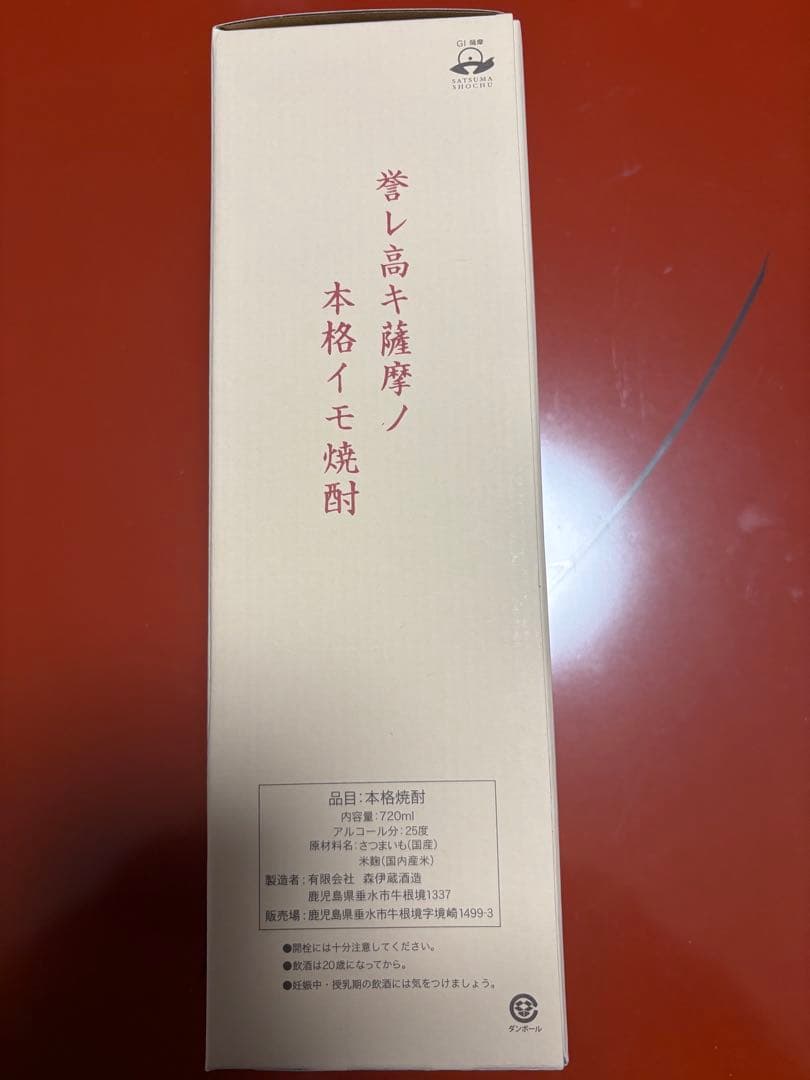 GI 薩摩
SATSUMA
SHOCHU
誉レ高キ薩摩ノ
本格イモ焼酎
品目：本格焼酎
内容量：720ml
アルコール分：25度
原材料名：さつまいも（国産）
米麹（国内産米）
製造者：有限会社 森伊蔵酒造
鹿児島県垂水市牛根境1337
販売場：鹿児島県垂水市牛根境字境崎1499-3
●開栓には十分注意してください。
●飲酒は20歳になってから。
●妊娠中・授乳期の飲酒には気をつけましょう。
ダンボール